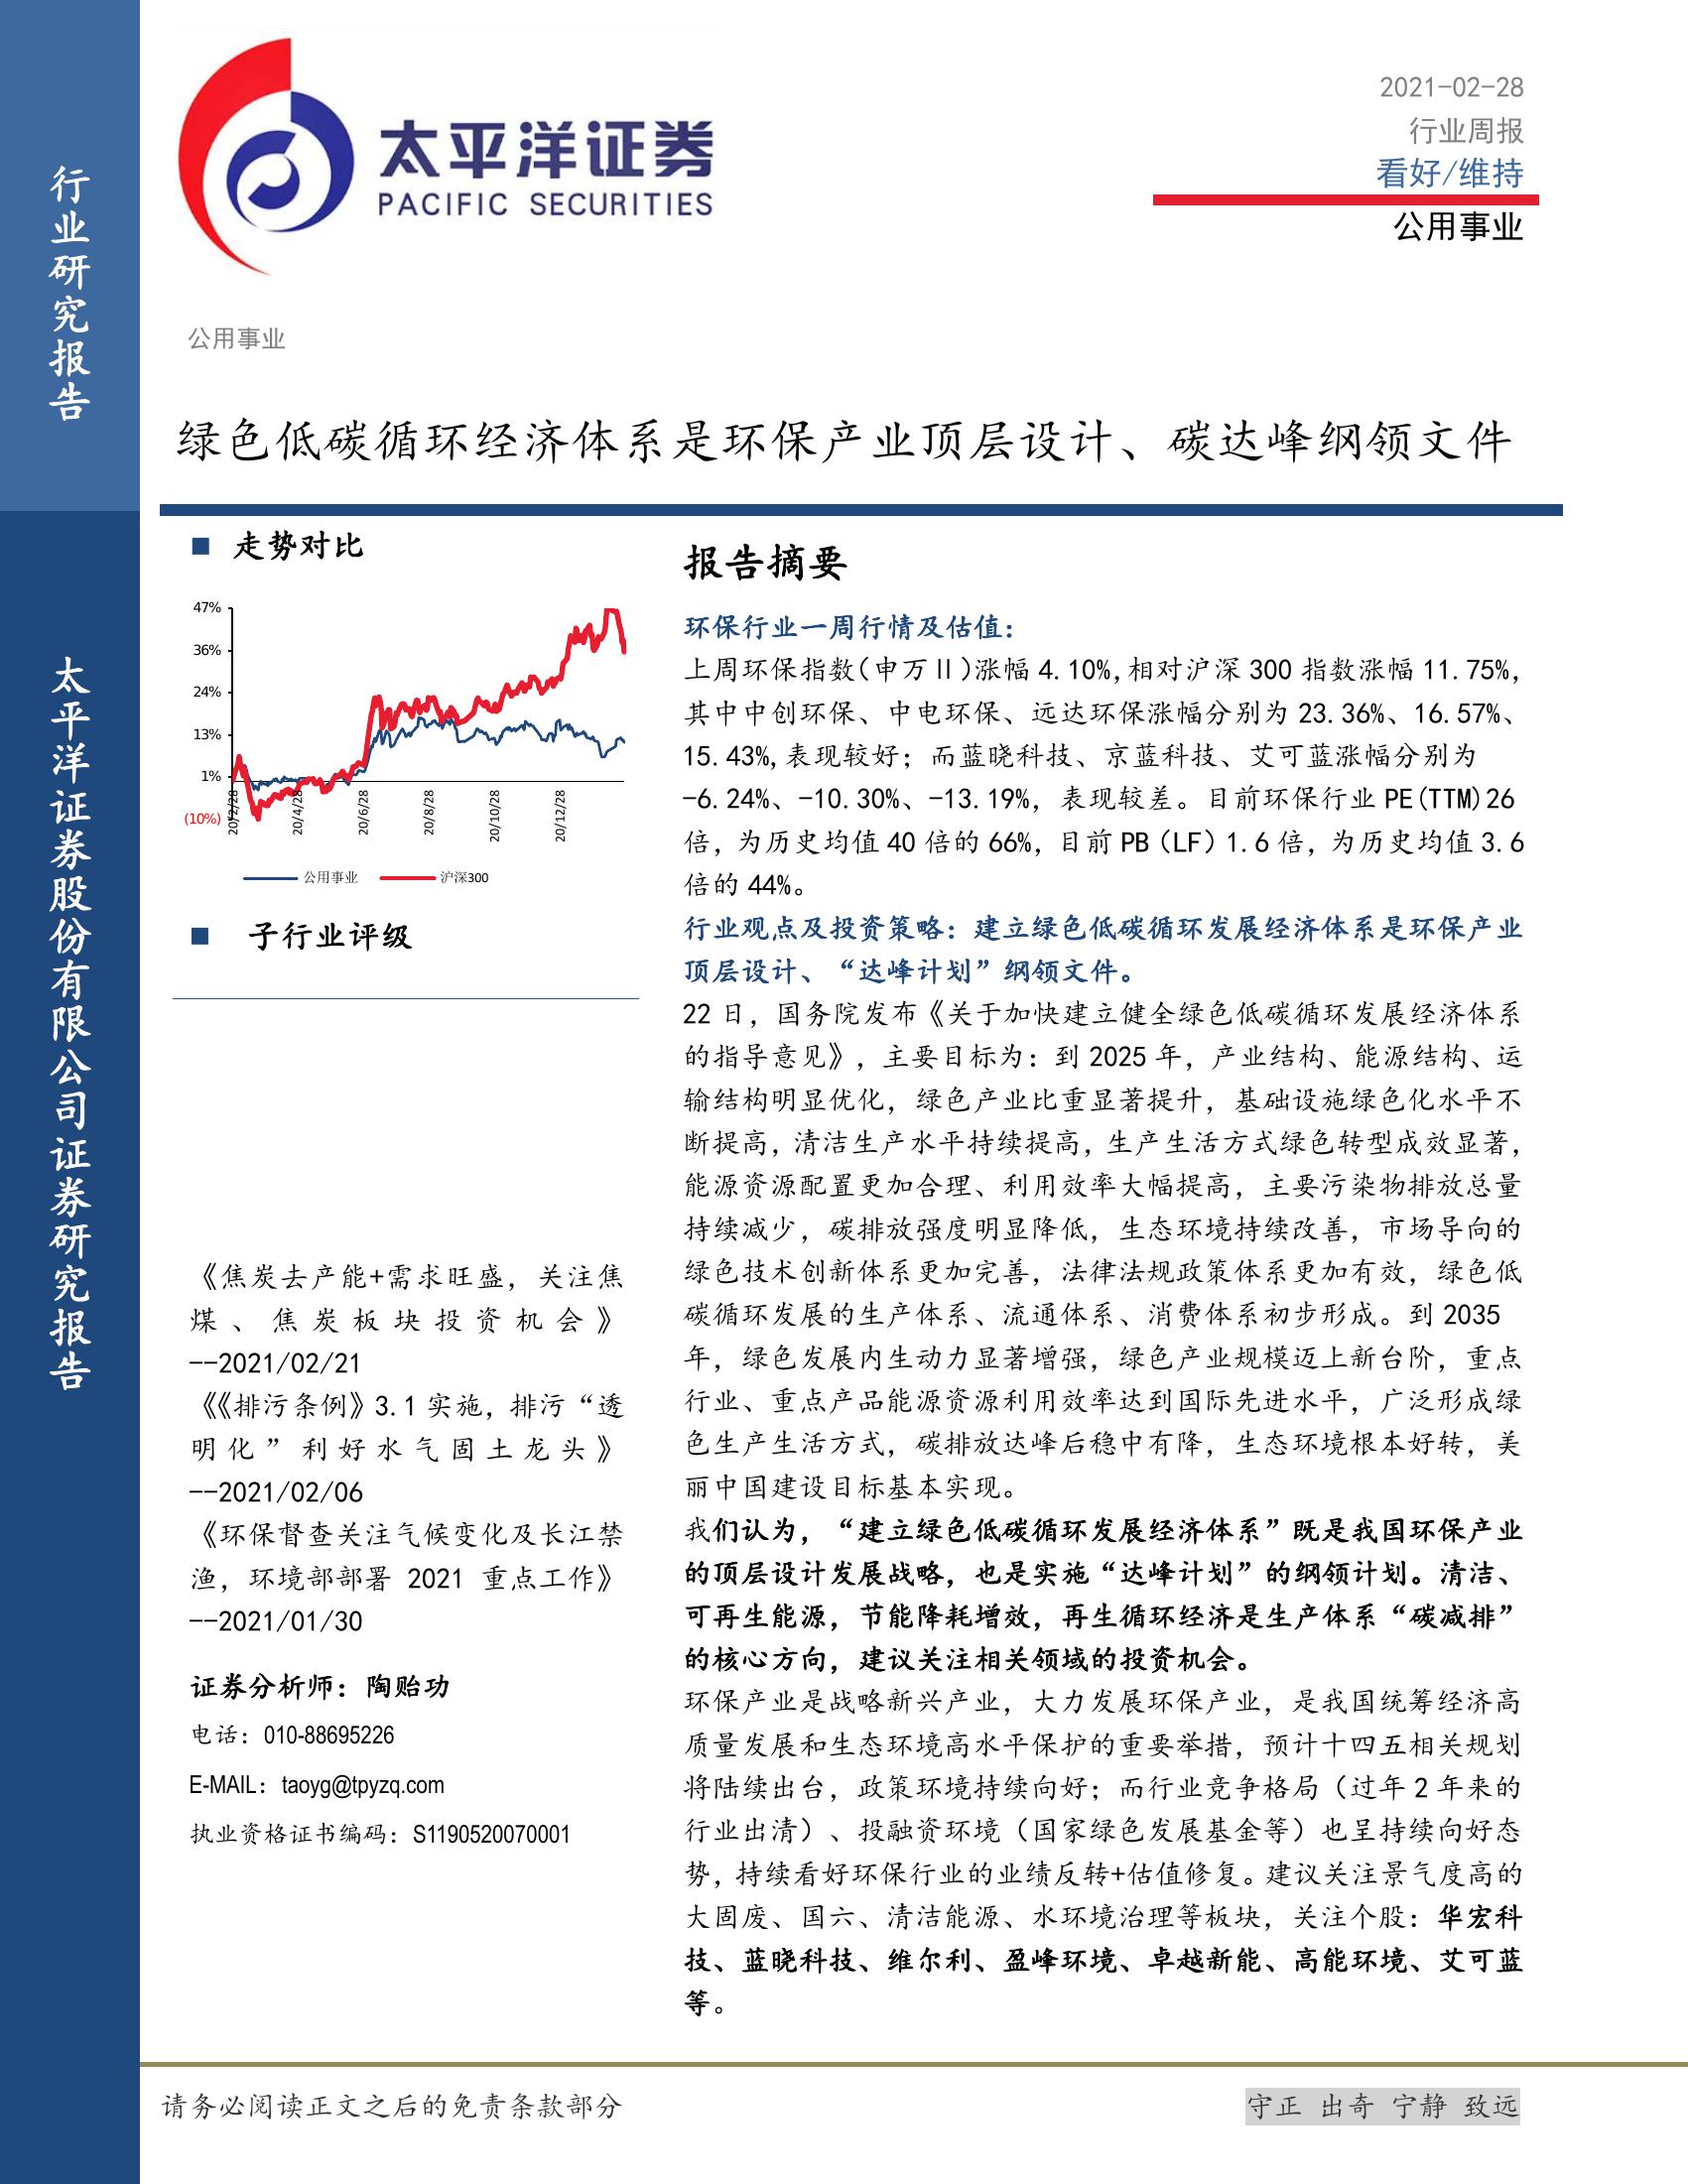 行业研究报告
太平洋证券股份有限公司证券研究报告
太平洋证券
PACIFIC SECURITIES
2021-02-28
行业周报
看好/维持
公用事业
公用事业
绿色低碳循环经济体系是环保产业顶层设计、碳达峰纲领文件
■ 走势对比
47%
36%
24%
13%
1%
(10%)
20/2/28
20/4/28
20/6/28
20/8/28
20/10/28
20/12/28
公用事业 沪深300
■ 子行业评级
《焦炭去产能+需求旺盛，关注焦
煤、焦炭板块投资机会》
--2021/02/21
《《排污条例》3.1 实施，排污“透
明化”利好水气固土龙头》
--2021/02/06
《环保督查关注气候变化及长江禁
渔，环境部部署 2021 重点工作》
--2021/01/30
证券分析师：陶贻功
电话：010-88695226
E-MAIL：taoyg@tpyzq.com
执业资格证书编码：S1190520070001
报告摘要
环保行业一周行情及估值：
上周环保指数(申万Ⅱ)涨幅 4.10%,相对沪深 300 指数涨幅 11.75%,
其中中创环保、中电环保、远达环保涨幅分别为 23.36%、16.57%、
15.43%,表现较好；而蓝晓科技、京蓝科技、艾可蓝涨幅分别为
-6.24%、-10.30%、-13.19%，表现较差。目前环保行业 PE(TTM)26
倍，为历史均值 40 倍的 66%，目前 PB（LF）1.6 倍，为历史均值 3.6
倍的 44%。
行业观点及投资策略：建立绿色低碳循环发展经济体系是环保产业
顶层设计、“达峰计划”纲领文件。
22 日，国务院发布《关于加快建立健全绿色低碳循环发展经济体系
的指导意见》，主要目标为：到 2025 年，产业结构、能源结构、运
输结构明显优化，绿色产业比重显著提升，基础设施绿色化水平不
断提高，清洁生产水平持续提高，生产生活方式绿色转型成效显著，
能源资源配置更加合理、利用效率大幅提高，主要污染物排放总量
持续减少，碳排放强度明显降低，生态环境持续改善，市场导向的
绿色技术创新体系更加完善，法律法规政策体系更加有效，绿色低
碳循环发展的生产体系、流通体系、消费体系初步形成。到 2035
年，绿色发展内生动力显著增强，绿色产业规模迈上新台阶，重点
行业、重点产品能源资源利用效率达到国际先进水平，广泛形成绿
色生产生活方式，碳排放达峰后稳中有降，生态环境根本好转，美
丽中国建设目标基本实现。
我们认为，“建立绿色低碳循环发展经济体系”既是我国环保产业
的顶层设计发展战略，也是实施“达峰计划”的纲领计划。清洁、
可再生能源，节能降耗增效，再生循环经济是生产体系“碳减排”
的核心方向，建议关注相关领域的投资机会。
环保产业是战略新兴产业，大力发展环保产业，是我国统筹经济高
质量发展和生态环境高水平保护的重要举措，预计十四五相关规划
将陆续出台，政策环境持续向好；而行业竞争格局（过年 2 年来的
行业出清）、投融资环境（国家绿色发展基金等）也呈持续向好态
势，持续看好环保行业的业绩反转+估值修复。建议关注景气度高的
大固废、国六、清洁能源、水环境治理等板块，关注个股：华宏科
技、蓝晓科技、维尔利、盈峰环境、卓越新能、高能环境、艾可蓝
等。
请务必阅读正文之后的免责条款部分
守正 出奇 宁静 致远